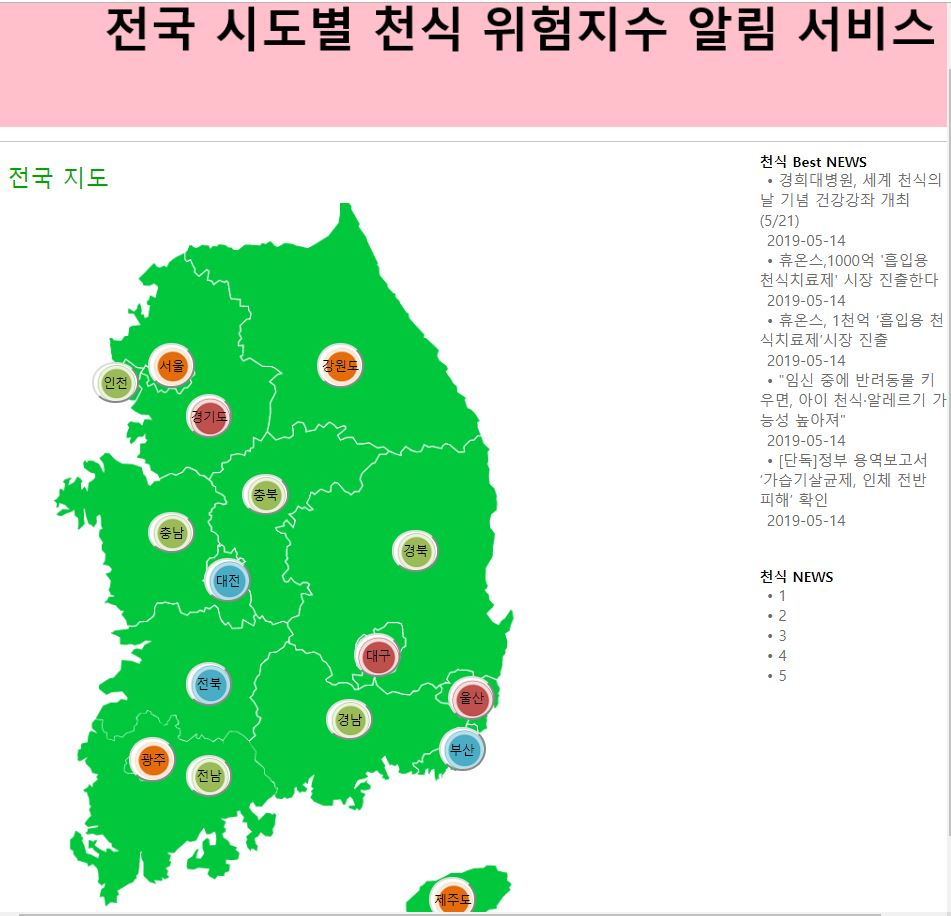 전국 시도별 천식 위험지수 알림 서비스
전국 지도
서울
강원도
인천
경기도
충북
충남
경북
대전
대구
전북
울산
경남
부산
광주
전남
제주도
천식 Best NEWS
• 경희대병원, 세계 천식의
날 기념 건강강좌 개최
(5/21)
2019-05-14
• 휴온스,1000억 '흡입용
천식치료제' 시장 진출한다
2019-05-14
• 휴온스, 1천억 '흡입용 천
식치료제'시장 진출
2019-05-14
• "임신 중에 반려동물 키
우면, 아이 천식·알레르기 가
능성 높아져"
2019-05-14
• [단독]정부 용역보고서
'가습기살균제, 인체 전반
피해' 확인
2019-05-14
천식 NEWS
• 1
• 2
• 3
• 4
• 5